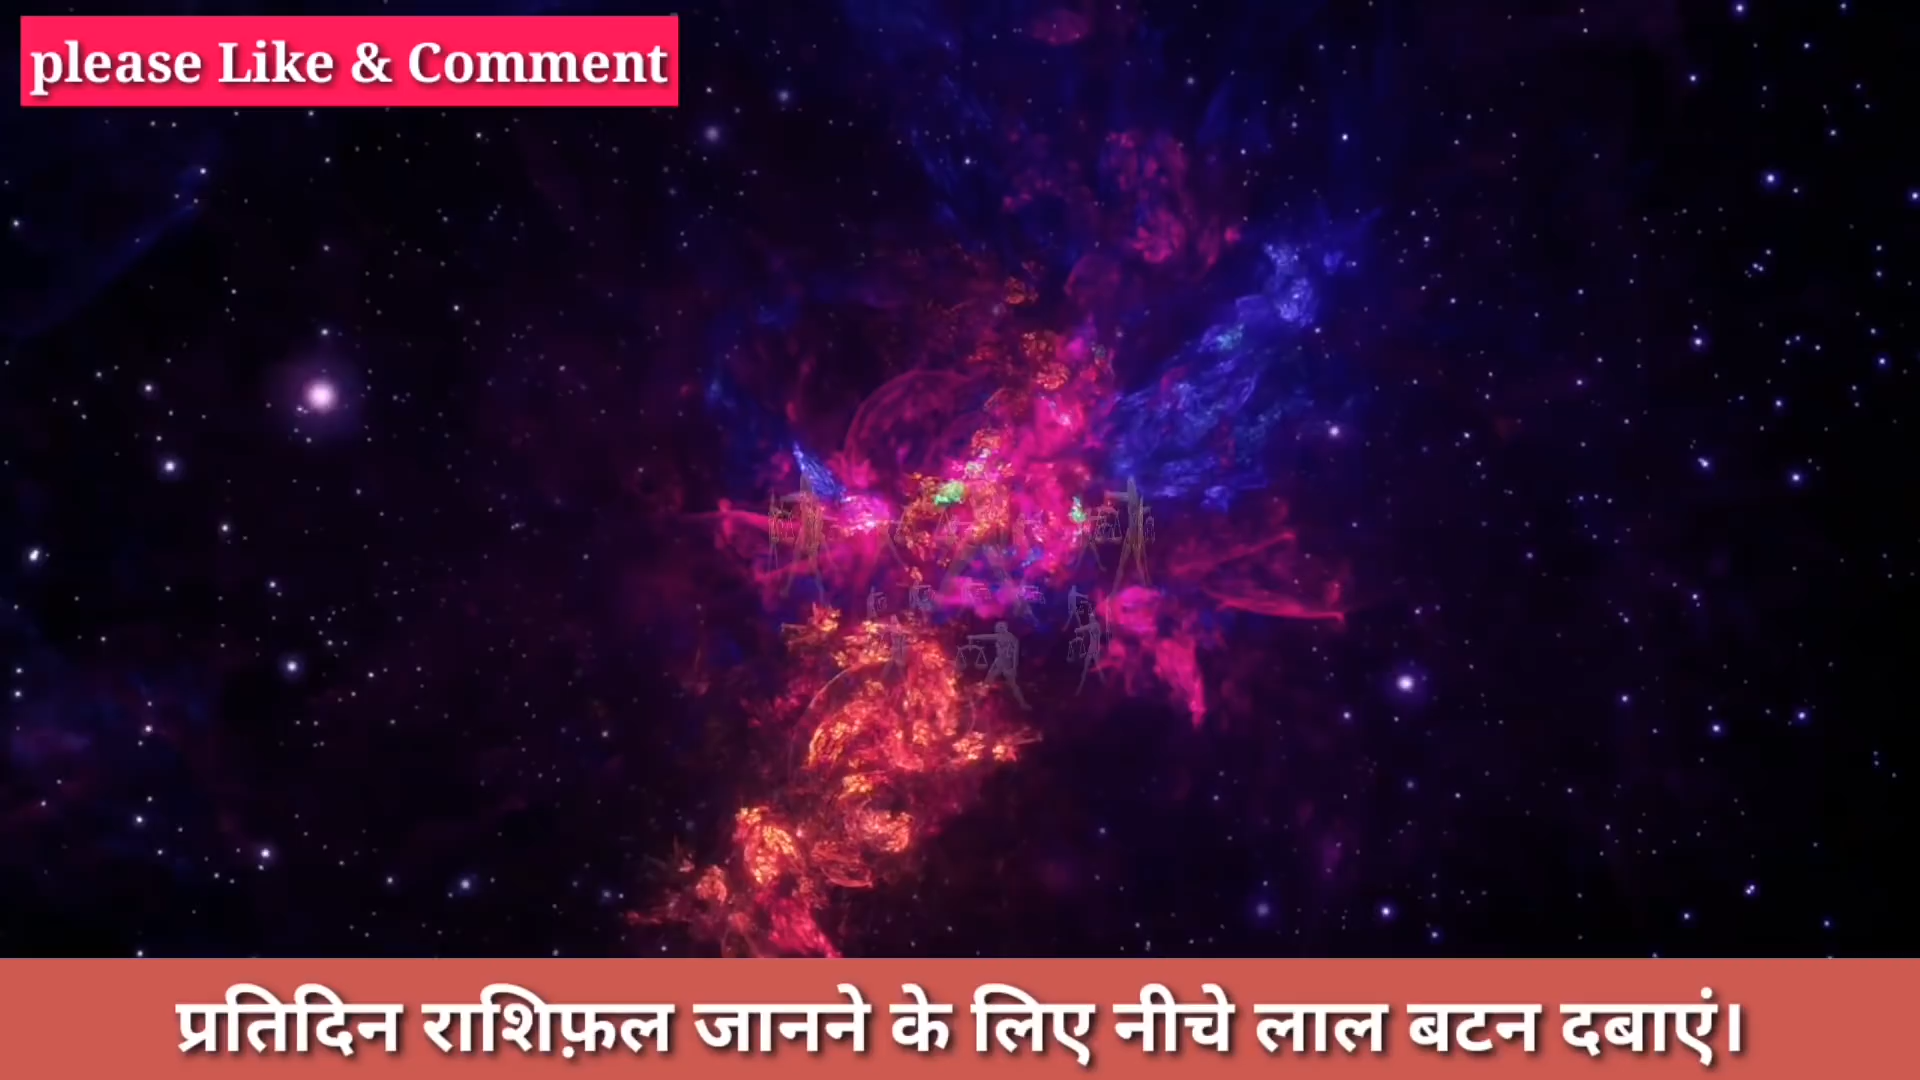 please Like & Comment
प्रतिदिन राशिफ़ल जानने के लिए नीचे लाल बटन दबाएं।